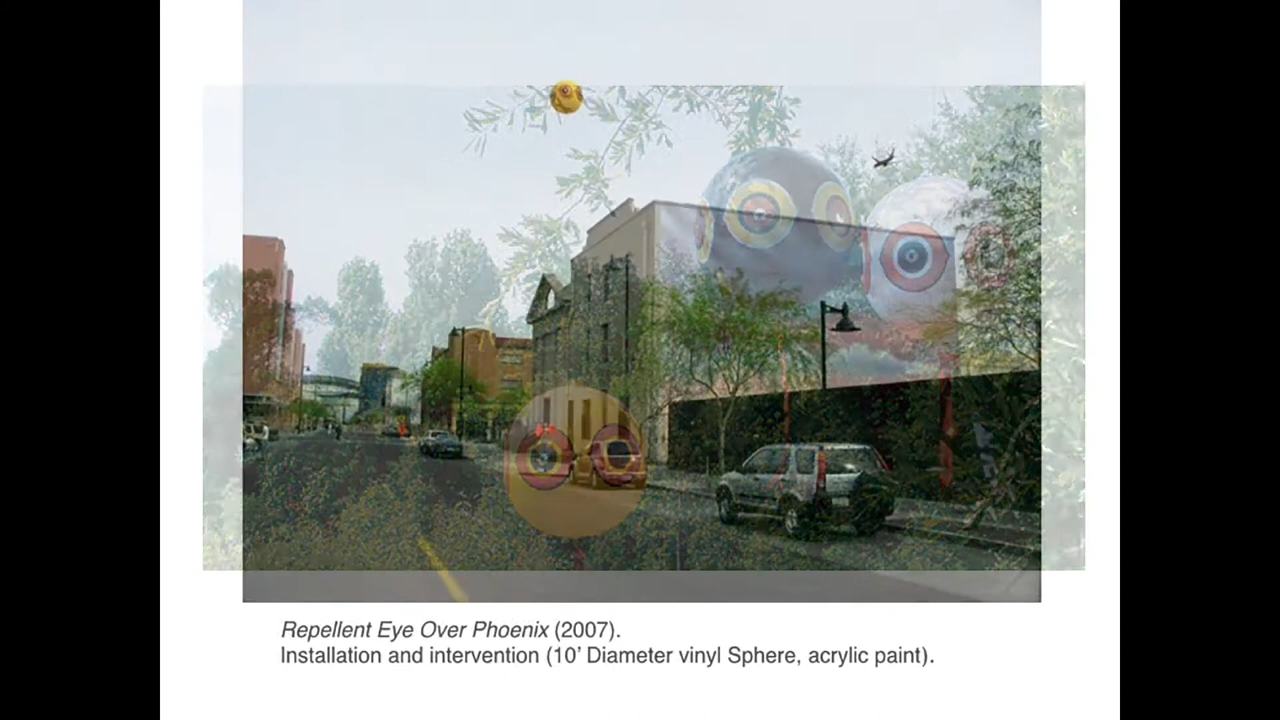 Repellent Eye Over Phoenix (2007).
Installation and intervention (10’ Diameter vinyl Sphere, acrylic paint).